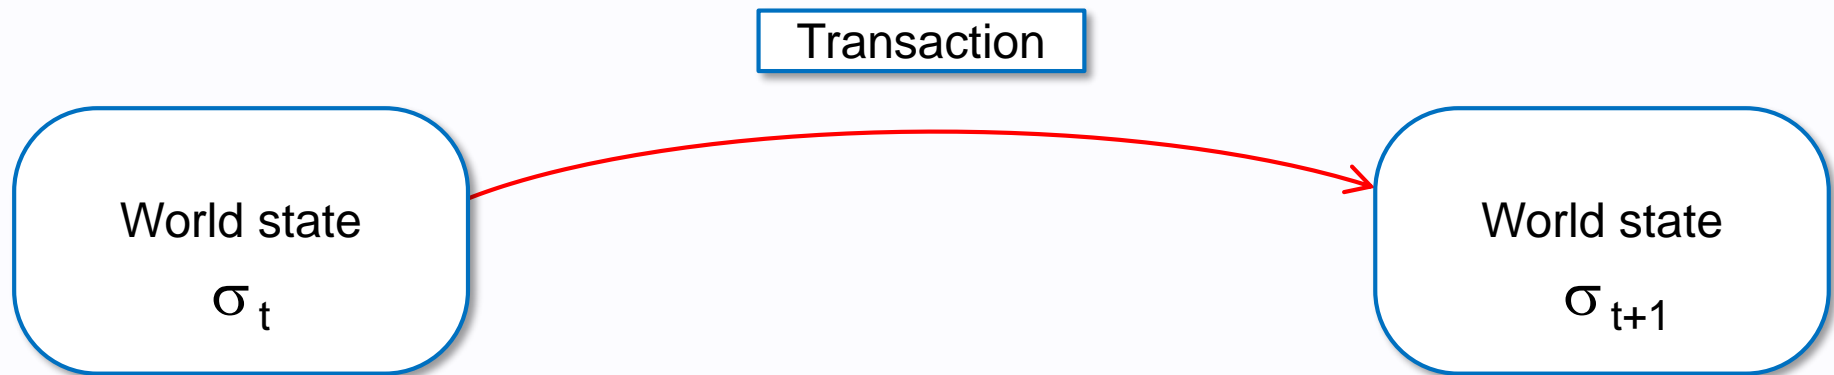 Transaction
World state
σ t
World state
σ t+1